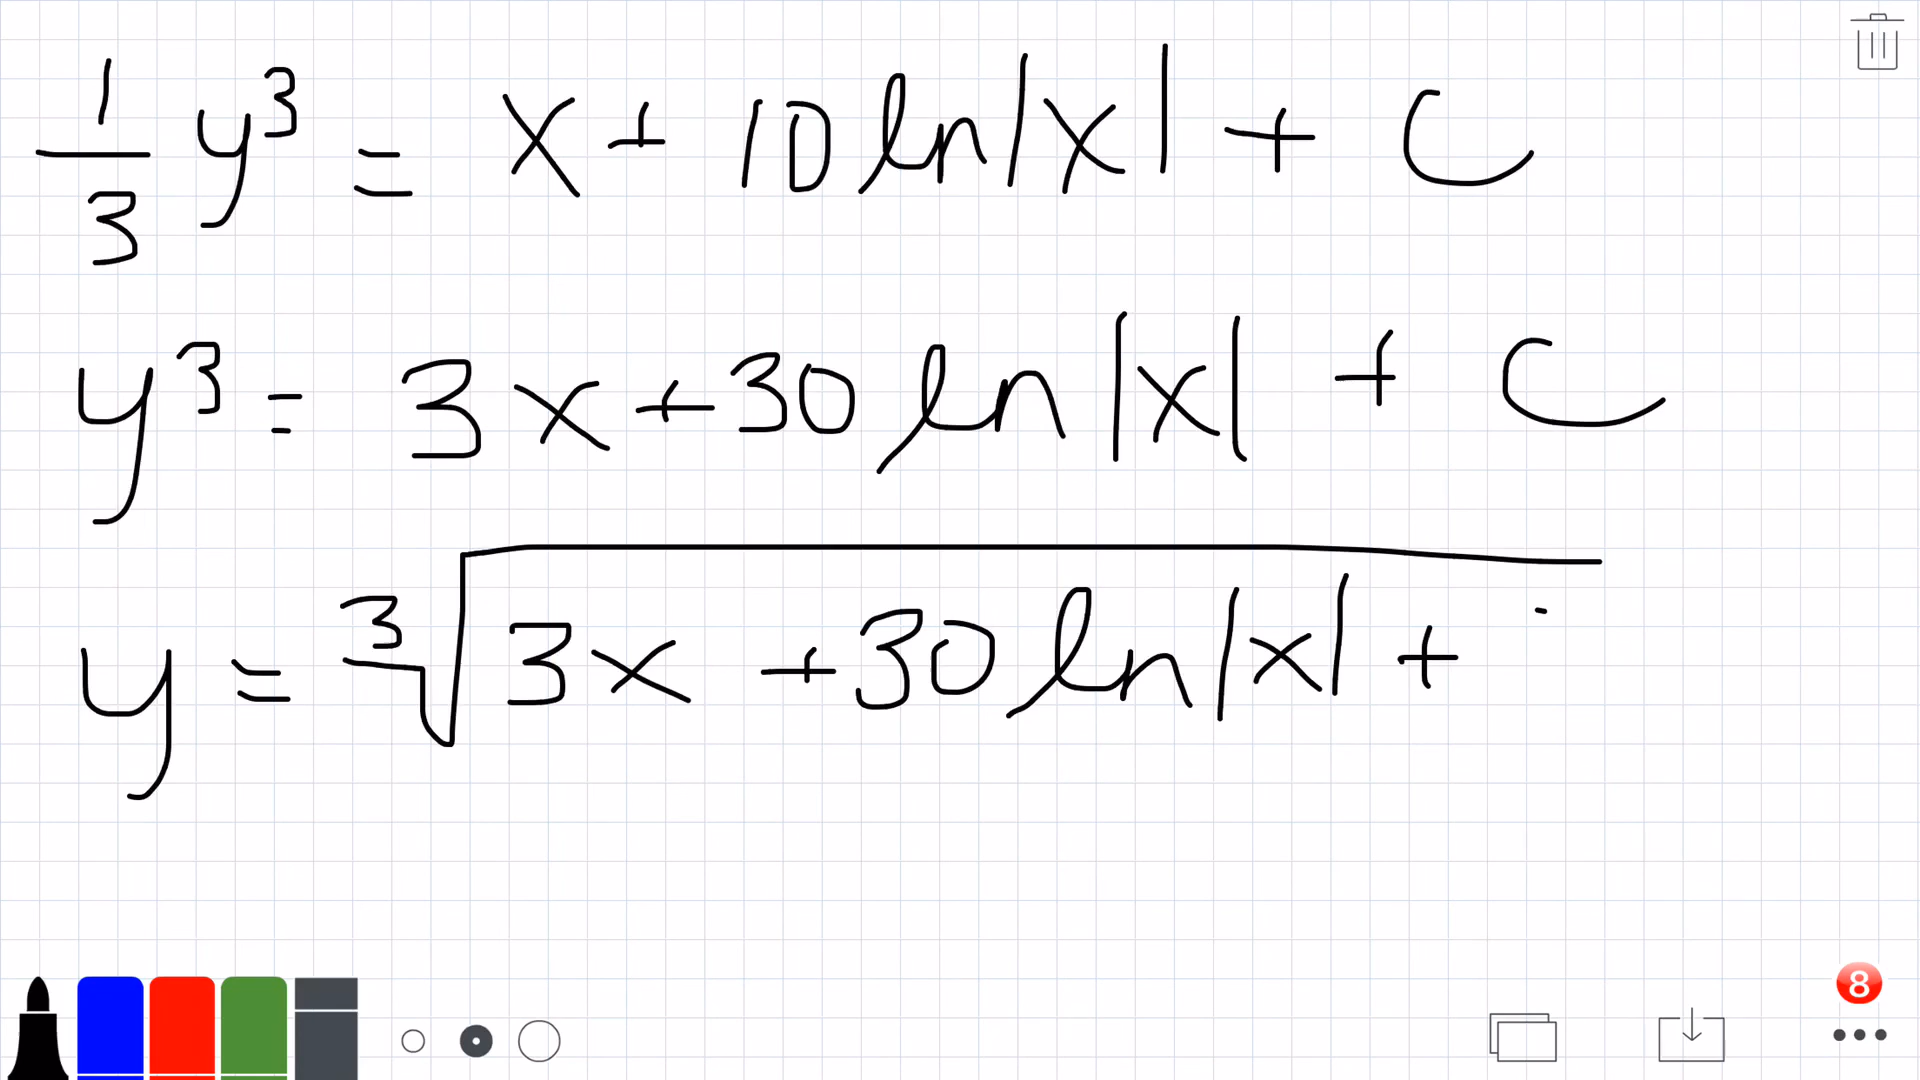 1/3 y³ = x + 10 ln|x| + C
y³ = 3x + 30 ln|x| + C
y = ∛(3x + 30 ln|x| +
8